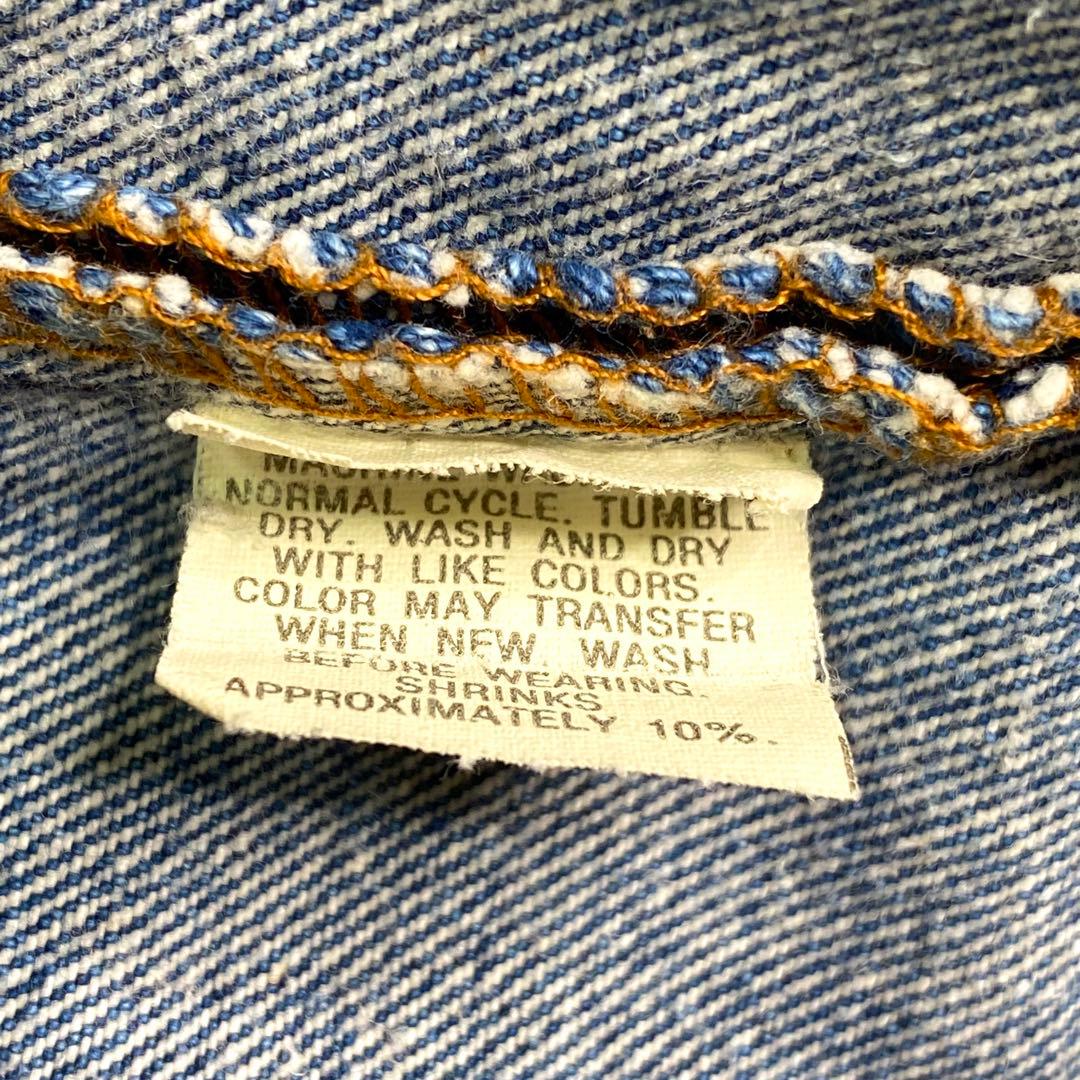 MACHINE
NORMAL CYCLE. TUMBLE
DRY. WASH AND DRY
WITH LIKE COLORS.
COLOR MAY TRANSFER
WHEN NEW. WASH
BEFORE WEARING.
SHRINKS
APPROXIMATELY 10%.